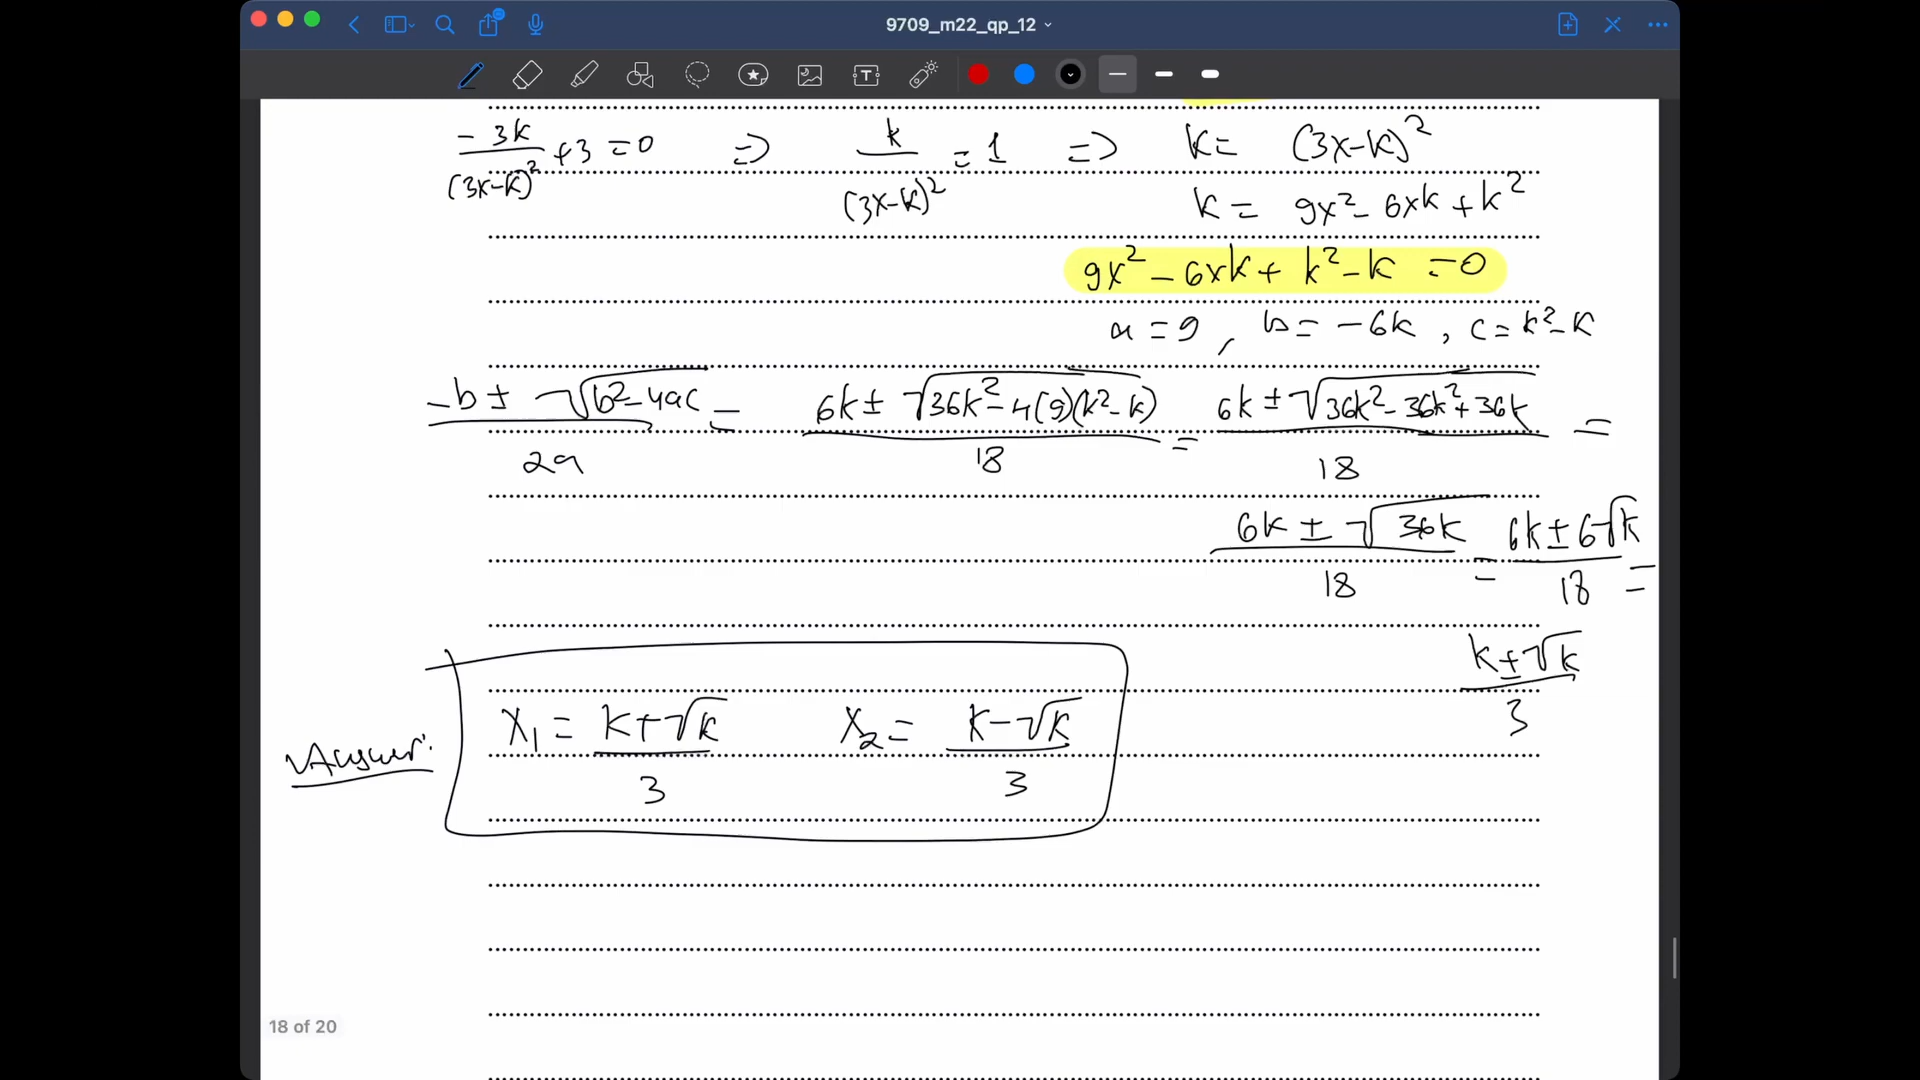 9709_m22_qp_12
-3k/(3x-k)² +3 =0 => k/(3x-k)² = 1 => k= (3x-k)²
k = 9x²- 6xk + k²
9x² - 6xk + k² - k = 0
a = 9 , b = -6k , c = k²-k
-b ± √(b²-4ac) / 2a = 6k ± √(36k²-4(9)(k²-k)) / 18 = 6k ± √(36k²-36k²+36k) / 18 =
6k ± √(36k) / 18 = 6k ± 6√k / 18 =
k ± √k / 3
Answer: x₁ = k+√k / 3 x₂ = k-√k / 3
18 of 20